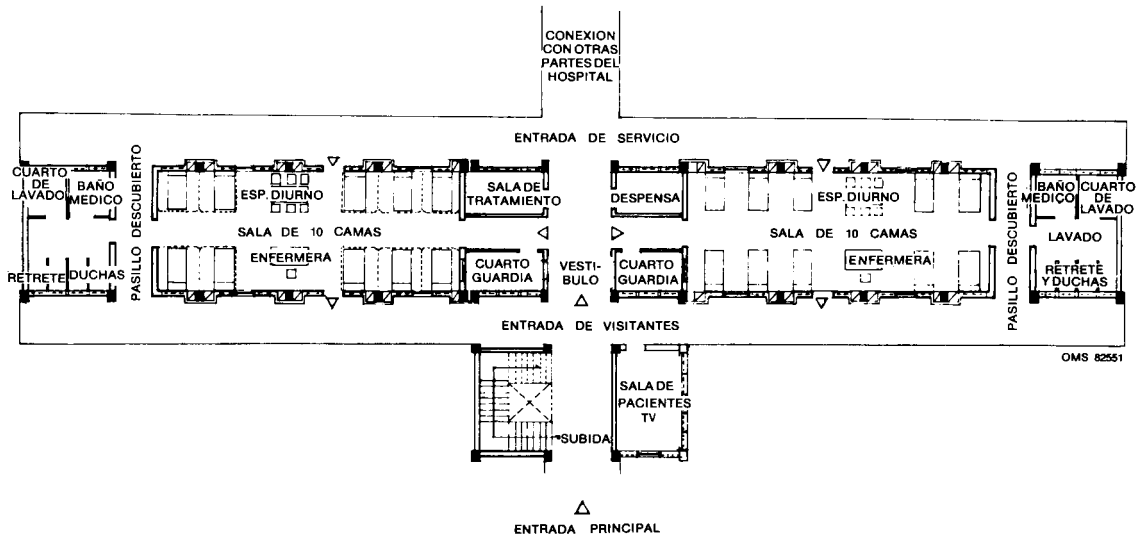 CONEXION
CON OTRAS
PARTES DEL
HOSPITAL
ENTRADA DE SERVICIO
CUARTO
DE
LAVADO
BAÑO
MEDICO
PASILLO DESCUBIERTO
ESP. DIURNO
SALA DE
TRATAMIENTO
DESPENSA
ESP. DIURNO
PASILLO DESCUBIERTO
BAÑO
MEDICO
CUARTO
DE
LAVADO
SALA DE 10 CAMAS
SALA DE 10 CAMAS
LAVADO
ENFERMERA
ENFERMERA
RETRETE
DUCHAS
CUARTO
GUARDIA
VESTI-
BULO
CUARTO
GUARDIA
RETRETE
Y DUCHAS
ENTRADA DE VISITANTES
OMS 82551
SALA DE
PACIENTES
TV
SUBIDA
ENTRADA PRINCIPAL